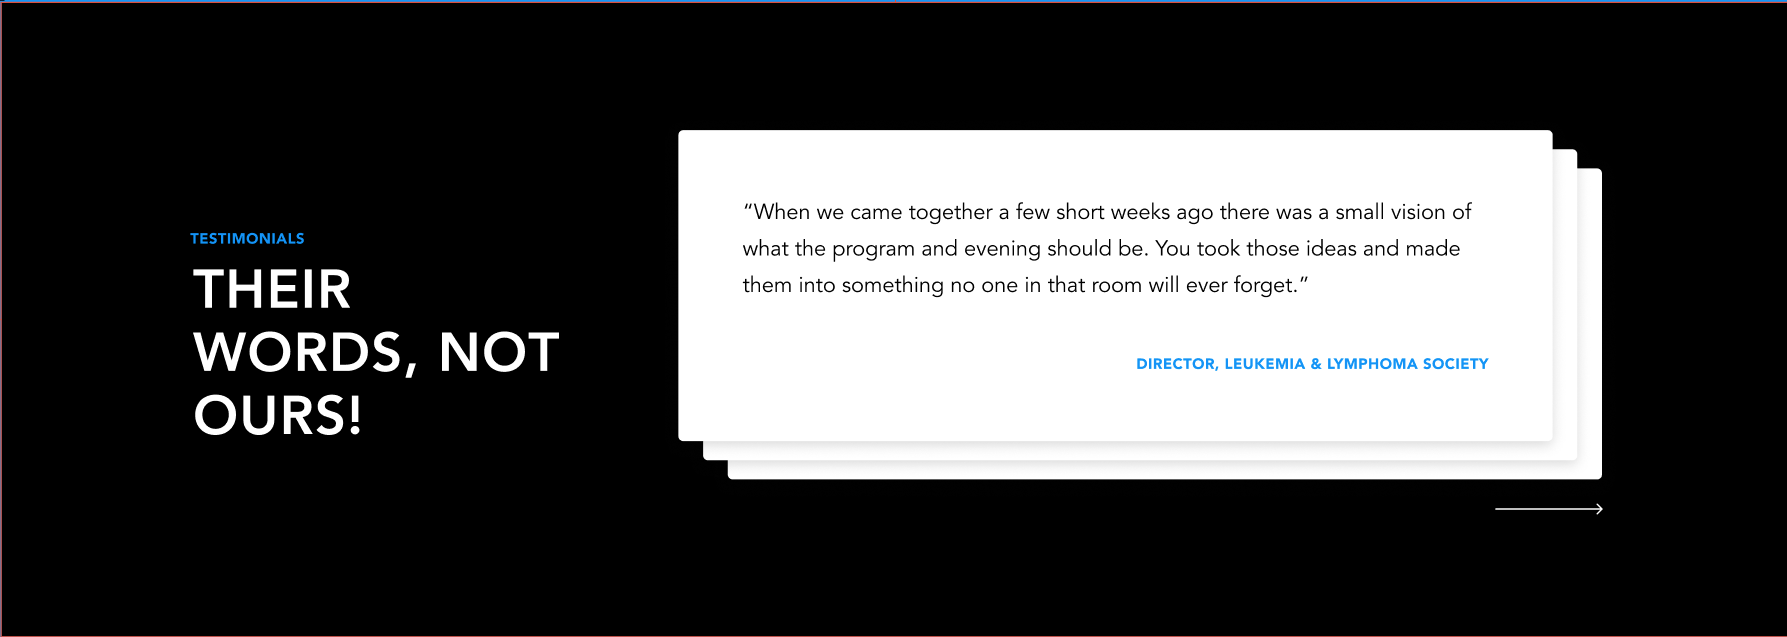 TESTIMONIALS
THEIR
WORDS, NOT
OURS!
“When we came together a few short weeks ago there was a small vision of
what the program and evening should be. You took those ideas and made
them into something no one in that room will ever forget.”
DIRECTOR, LEUKEMIA & LYMPHOMA SOCIETY